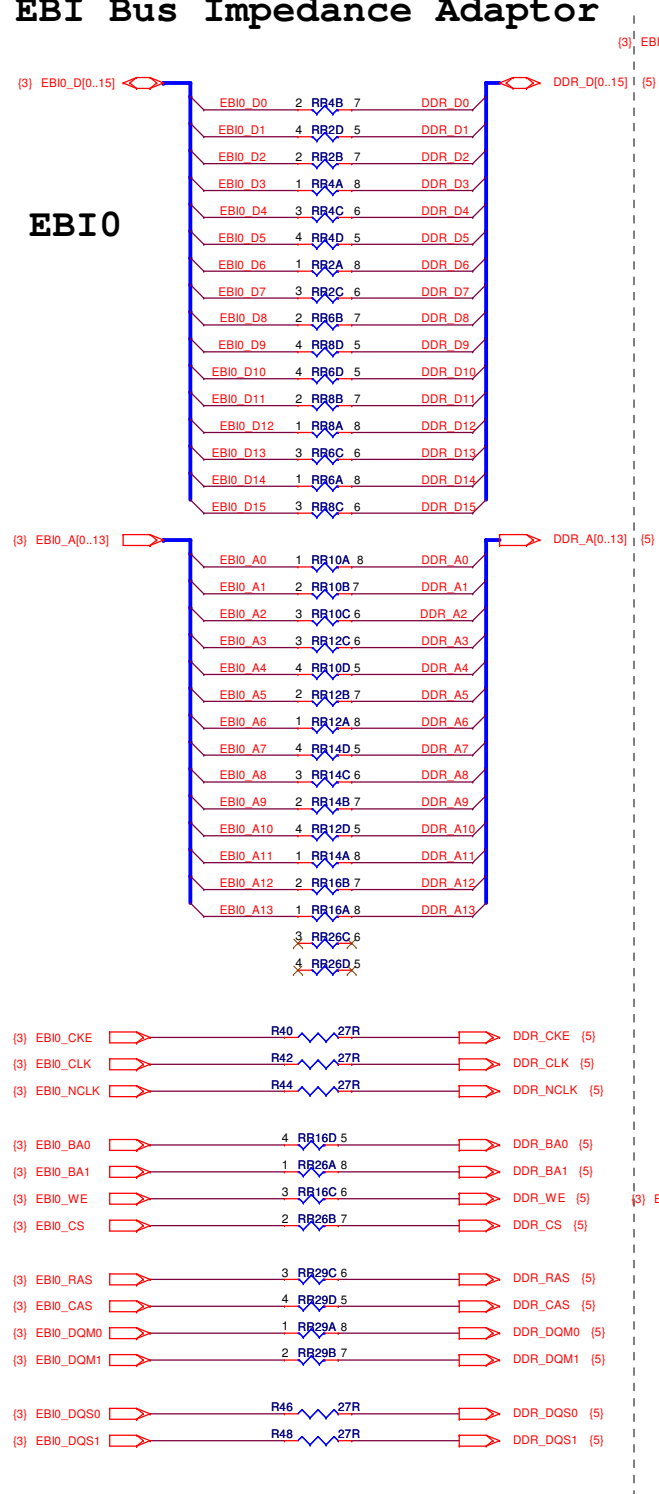 EBI Bus Impedance Adaptor
{3} EBI
{3} EBI0_D[0..15] DDR_D[0..15] {5}
EBI0_D0 2 RR4B 7 DDR_D0
EBI0_D1 4 RR2D 5 DDR_D1
EBI0_D2 2 RR2B 7 DDR_D2
EBI0_D3 1 RR4A 8 DDR_D3
EBI0_D4 3 RR4C 6 DDR_D4
EBI0
EBI0_D5 4 RR4D 5 DDR_D5
EBI0_D6 1 RR2A 8 DDR_D6
EBI0_D7 3 RR2C 6 DDR_D7
EBI0_D8 2 RR6B 7 DDR_D8
EBI0_D9 4 RR8D 5 DDR_D9
EBI0_D10 4 RR6D 5 DDR_D10
EBI0_D11 2 RR8B 7 DDR_D11
EBI0_D12 1 RR8A 8 DDR_D12
EBI0_D13 3 RR6C 6 DDR_D13
EBI0_D14 1 RR6A 8 DDR_D14
EBI0_D15 3 RR8C 6 DDR_D15
{3} EBI0_A[0..13] DDR_A[0..13] {5}
EBI0_A0 1 RR10A 8 DDR_A0
EBI0_A1 2 RR10B 7 DDR_A1
EBI0_A2 3 RR10C 6 DDR_A2
EBI0_A3 3 RR12C 6 DDR_A3
EBI0_A4 4 RR10D 5 DDR_A4
EBI0_A5 2 RR12B 7 DDR_A5
EBI0_A6 1 RR12A 8 DDR_A6
EBI0_A7 4 RR14D 5 DDR_A7
EBI0_A8 3 RR14C 6 DDR_A8
EBI0_A9 2 RR14B 7 DDR_A9
EBI0_A10 4 RR12D 5 DDR_A10
EBI0_A11 1 RR14A 8 DDR_A11
EBI0_A12 2 RR16B 7 DDR_A12
EBI0_A13 1 RR16A 8 DDR_A13
3 RR26C 6
4 RR26D 5
{3} EBI0_CKE R40 27R DDR_CKE {5}
{3} EBI0_CLK R42 27R DDR_CLK {5}
{3} EBI0_NCLK R44 27R DDR_NCLK {5}
{3} EBI0_BA0 4 RR16D 5 DDR_BA0 {5}
{3} EBI0_BA1 1 RR26A 8 DDR_BA1 {5}
{3} EBI0_WE 3 RR16C 6 DDR_WE {5} {3} E
{3} EBI0_CS 2 RR26B 7 DDR_CS {5}
{3} EBI0_RAS 3 RR29C 6 DDR_RAS {5}
{3} EBI0_CAS 4 RR29D 5 DDR_CAS {5}
{3} EBI0_DQM0 1 RR29A 8 DDR_DQM0 {5}
{3} EBI0_DQM1 2 RR29B 7 DDR_DQM1 {5}
{3} EBI0_DQS0 R46 27R DDR_DQS0 {5}
{3} EBI0_DQS1 R48 27R DDR_DQS1 {5}